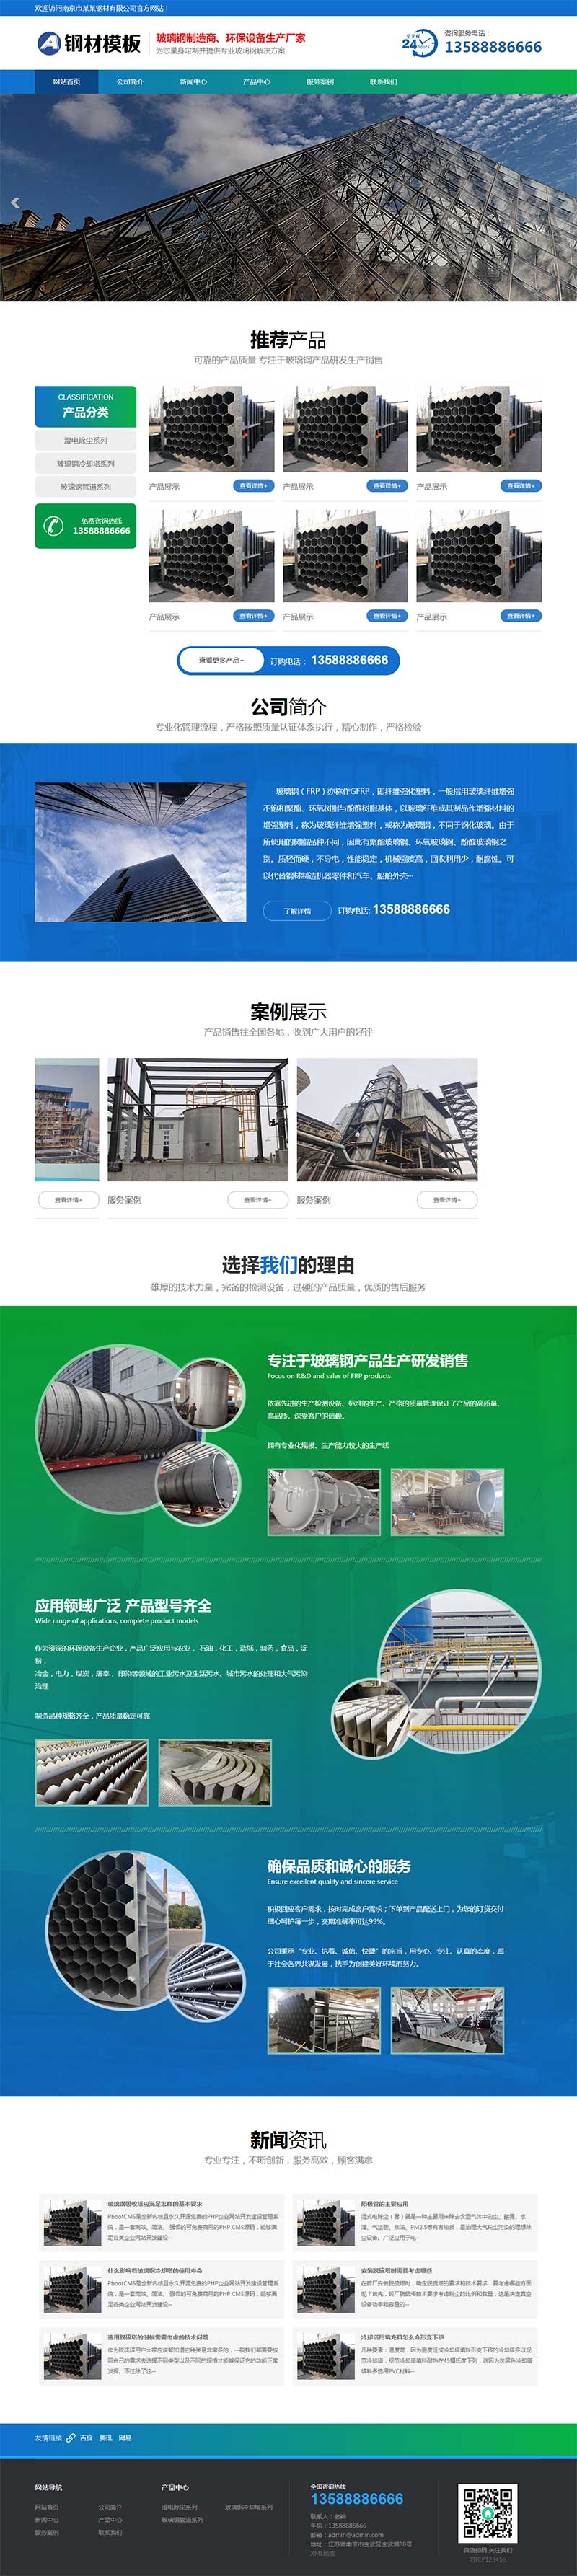 欢迎访问南京市某某钢材有限公司官方网站！
A 钢材模板
玻璃钢制造商、环保设备生产厂家
为您量身定制并提供专业玻璃钢解决方案
24 hours
咨询服务电话：
13588886666
网站首页 公司简介 新闻中心 产品中心 服务案例 联系我们
推荐产品
可靠的产品质量 专注于玻璃钢产品研发生产销售
CLASSIFICATION
产品分类
湿电除尘系列
玻璃钢冷却塔系列
玻璃钢管道系列
免费咨询热线
13588886666
产品展示 查看详情+ 产品展示 查看详情+ 产品展示 查看详情+
产品展示 查看详情+ 产品展示 查看详情+ 产品展示 查看详情+
查看更多产品+ 订购电话： 13588886666
公司简介
专业化管理流程，严格按照质量认证体系执行，精心制作，严格检验
玻璃钢（FRP）亦称作GFRP，即纤维强化塑料，一般指用玻璃纤维增强
不饱和聚酯、环氧树脂与酚醛树脂基体，以玻璃纤维或其制品作增强材料的
增强塑料，称为玻璃纤维增强塑料，或称为玻璃钢，不同于钢化玻璃。由于
所使用的树脂品种不同，因此有聚酯玻璃钢、环氧玻璃钢、酚醛玻璃钢之
别。质轻而硬，不导电，性能稳定，机械强度高，回收利用少，耐腐蚀。可
以代替钢材制造机器零件和汽车、船舶外壳···
了解详情 订购电话: 13588886666
案例展示
产品销售往全国各地，收到广大用户的好评
查看详情+ 服务案例 查看详情+ 服务案例 查看详情+
选择我们的理由
雄厚的技术力量，完备的检测设备，过硬的产品质量，优质的售后服务
专注于玻璃钢产品生产研发销售
Focus on R&D and sales of FRP products
依靠先进的生产检测设备、标准的生产、严密的质量管理保证了产品的高质量、
高品质。深受客户的信赖。
拥有专业化规模、生产能力较大的生产线
应用领域广泛 产品型号齐全
Wide range of applications, complete product models
作为资深的环保设备生产企业，产品广泛应用与农业，石油，化工，造纸，制药，食品，淀
粉，
冶金，电力，煤炭，屠宰，印染等领域的工业污水及生活污水、城市污水的处理和大气污染
治理
制造品种规格齐全，产品质量稳定可靠
确保品质和诚心的服务
Ensure excellent quality and sincere service
积极回应客户需求，按时完成客户需求；下单到产品配送上门，为您的订货交付
细心呵护每一步，交期准确率可达99%。
公司秉承“专业、执着、诚信、快捷”的宗旨，用专心、专注、认真的态度，愿
于社会各界共谋发展，携手为创建美好环境而努力。
新闻资讯
专业专注，不断创新，服务高效，顾客满意
玻璃钢吸收塔应满足怎样的基本要求
PbootCMS是全新内核且永久开源免费的PHP企业网站开发建设管理系
统，是一套高效、简洁、 强悍的可免费商用的PHP CMS源码，能够满
足各类企业网站开发建设···
阳极管的主要应用
湿式电除尘（雾）器是一种主要用来除去含湿气体中的尘、酸雾、水
滴、气溶胶、臭味、PM2.5等有害物质，是治理大气粉尘污染的理想除
尘设备。广泛应用于电···
什么影响着玻璃钢冷却塔的使用寿命
PbootCMS是全新内核且永久开源免费的PHP企业网站开发建设管理系
统，是一套高效、简洁、 强悍的可免费商用的PHP CMS源码，能够满
足各类企业网站开发建设···
安装脱硫塔时需要考虑哪些
在砖厂安装脱硫塔时，确定脱硫塔的要求和技术要求，要考虑哪些方面
呢？首先，砖厂脱硫塔技术要求考虑粉尘的比例和数量，这是决定真空
设备功率和容量的···
选用脱硫塔的时候需要考虑的技术问题
作为脱硫塔用户大家应该都知道它种类是非常多的，一般我们都需要按
照自己的需求去选择不同类型以及不同的规格才能够保证它的功能正常
发挥。不过除了这···
冷却塔用填充料怎么会形变下移
几种要素：温度高，因为温度造成冷却塔填料形变下移的冷却塔多以规
范冷却塔，规范冷却塔填料耐热在45摄氏度下列，这因为灰黑色冷却塔
填料多选用PVC材料···
友情链接 百度 腾讯 网易
网站导航
网站首页 公司简介
新闻中心 产品中心
服务案例 联系我们
产品中心
湿电除尘系列 玻璃钢冷却塔系列
玻璃钢管道系列
全国咨询热线
13588886666
联系人：老钢
手机：13588886666
邮箱：admin@admin.com
地址：江苏省南京市玄武区玄武湖88号
XML地图
微信扫码 关注我们
苏ICP123456